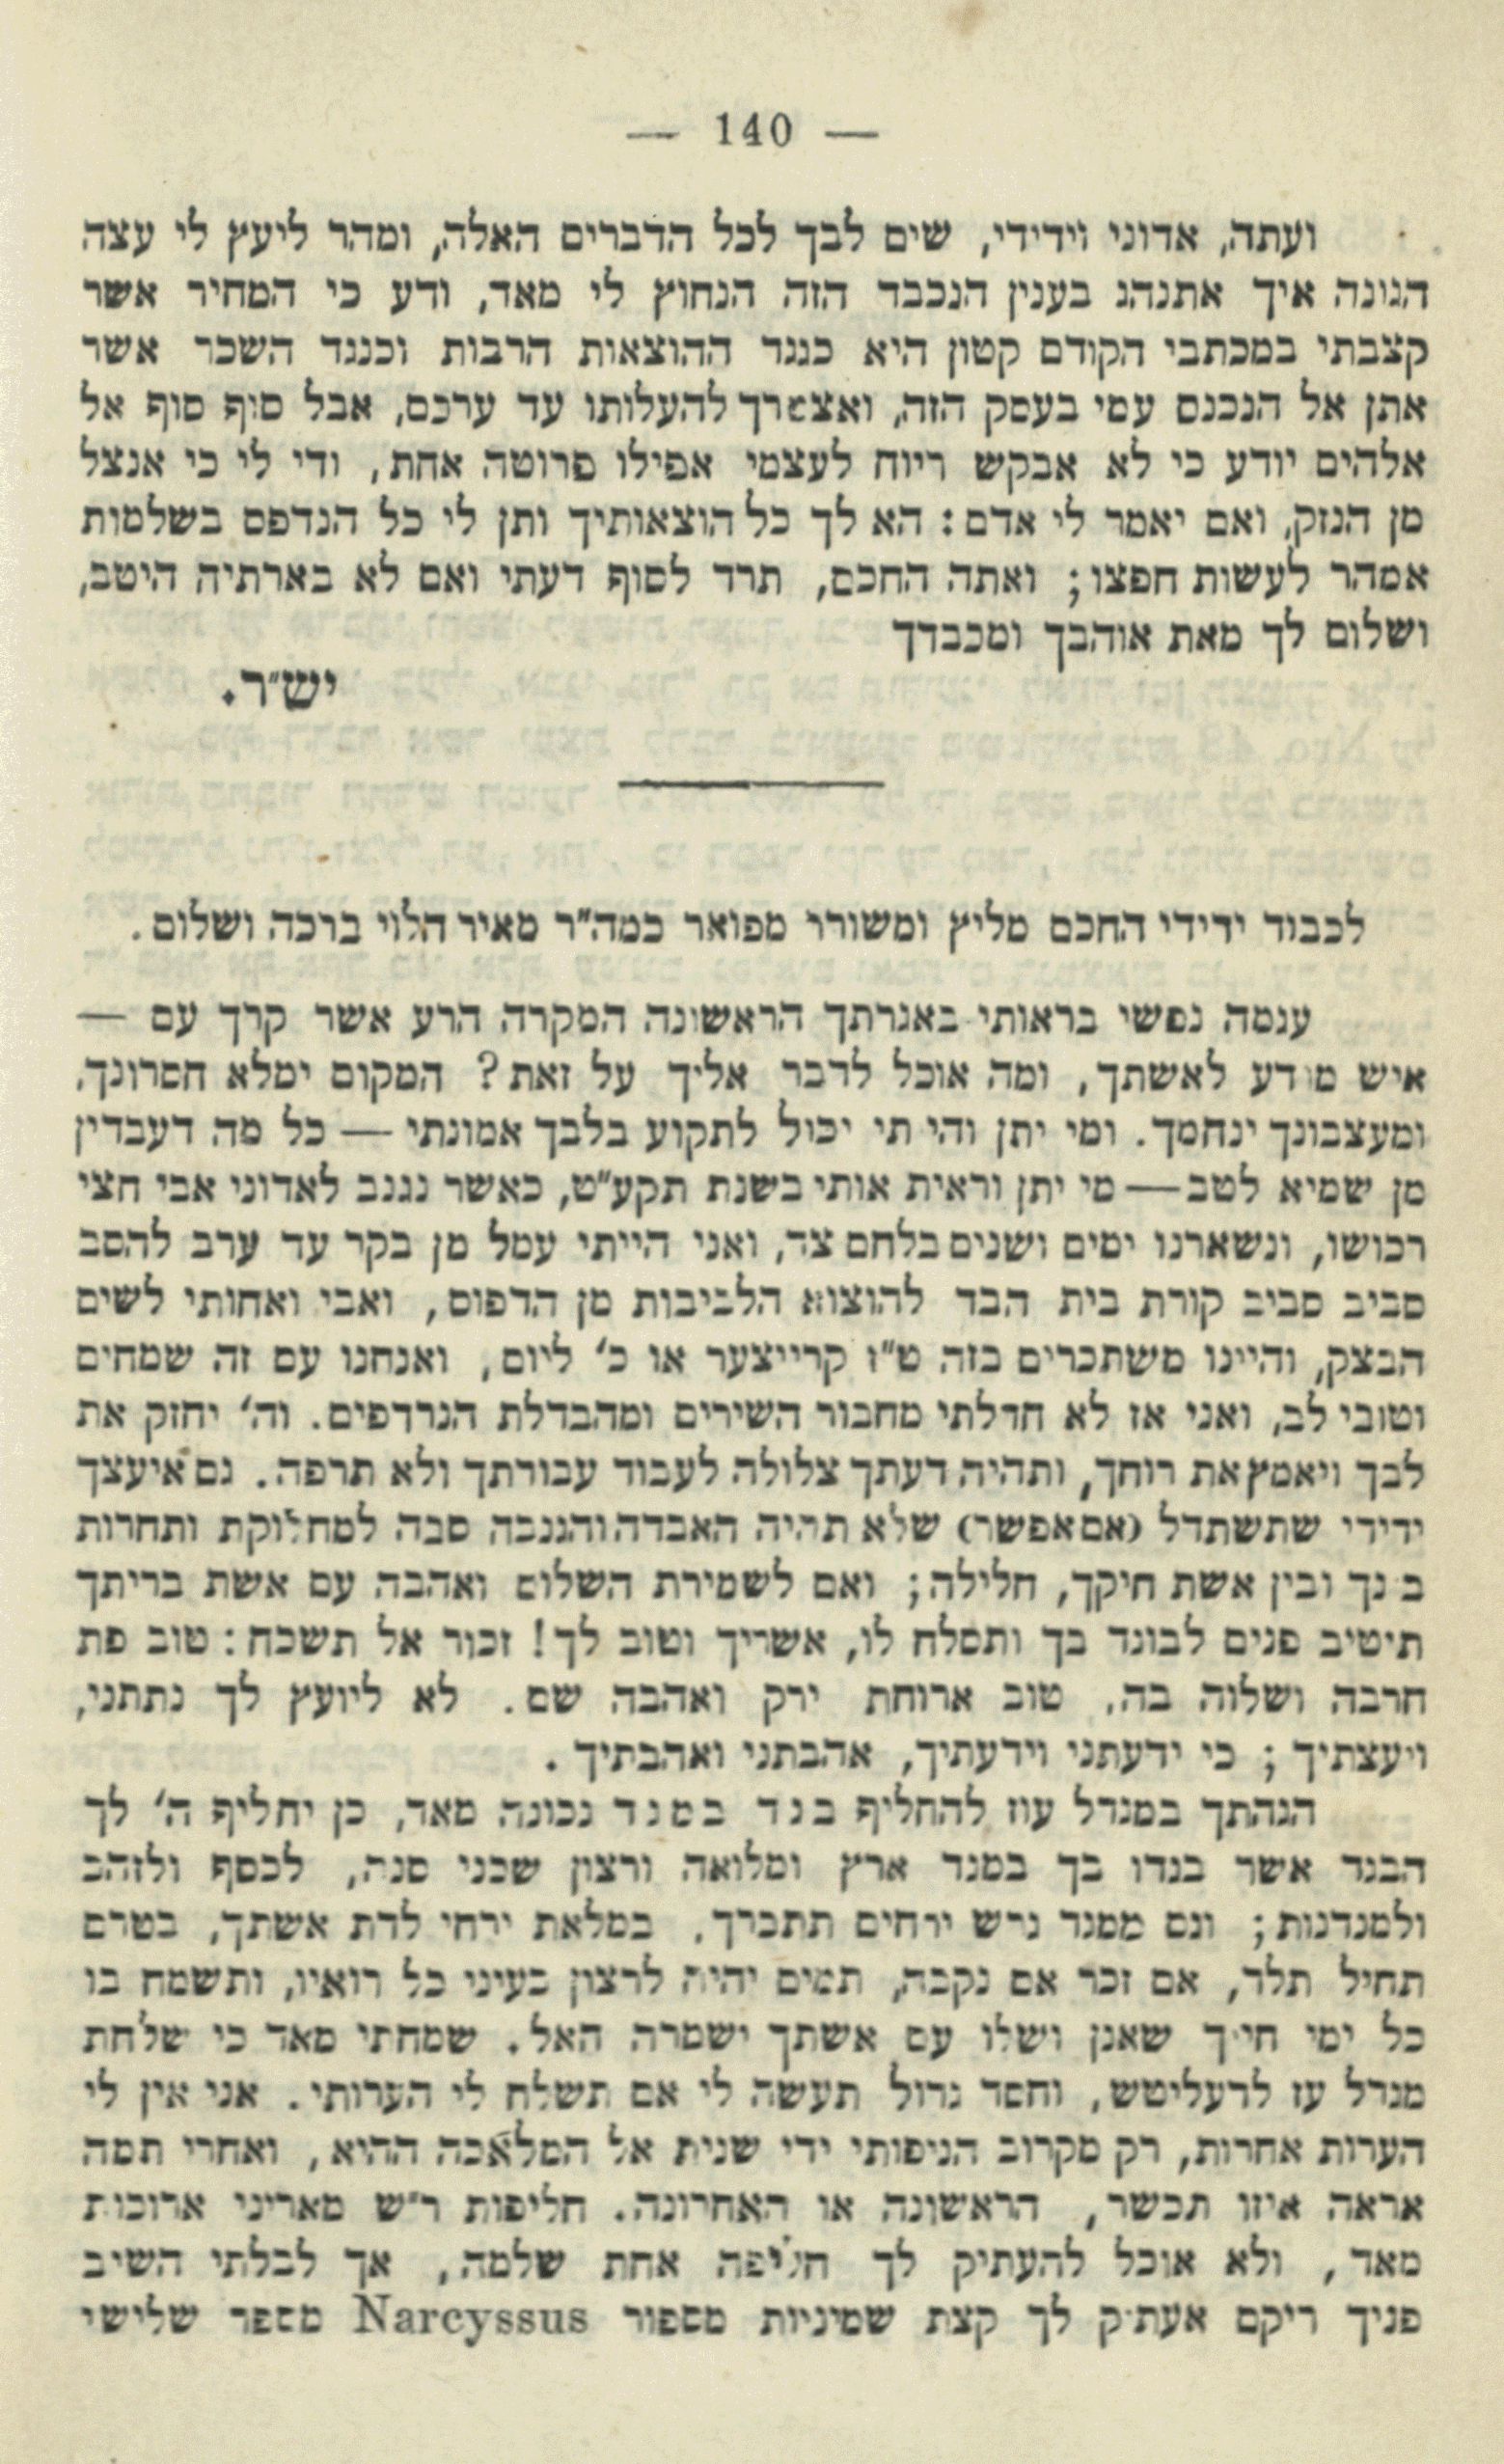 — 140 —
ועתה, אדוני וידידי, שים לבך לכל הדברים האלה, ומהר ליעץ לי עצה
הגונה איך אתנהג בענין הנכבד הזה הנחוץ לי מאד, ודע כי המחיר אשר
קצבתי במכתבי הקודם קטון היא כנגד ההוצאות הרבות וכנגד השכר אשר
אתן אל הנכנס עמי בעסק הזה, ואצטרך להעלותו עד ערכם, אבל סוף סוף אל
אלהים יודע כי לא אבקש ריוח לעצמי אפילו פרוטה אחת, ודי לי כי אנצל
מן הנזק, ואם יאמר לי אדם: הא לך כל הוצאותיך ותן לי כל הנדפס בשלמות
אמהר לעשות חפצו; ואתה החכם, תרד לסוף דעתי ואם לא בארתיה היטב,
ושלום לך מאת אוהבך ומכבדך
יש״ר.
לכבוד ידידי החכם מליץ ומשורר מפואר כמה״ר מאיר הלוי ברכה ושלום.
ענמה נפשי בראותי באגרתך הראשונה המקרה הרע אשר קרך עם —
איש מודע לאשתך, ומה אוכל לדבר אליך על זאת? המקום ימלא חסרונך,
ומעצבונך ינחמך. ומי יתן והייתי יכול לתקוע בלבך אמונתי — כל מה דעבדין
מן שמיא לטב — מי יתן וראית אותי בשנת תקע״ט, כאשר נגנב לאדוני אבי חצי
רכושו, ונשארנו ימים ושנים בלחם צר, ואני הייתי עמל מן בקר עד ערב להסב
סביב סביב קורת בית הבד להוצוא הלביבות מן הדפוס, ואבי ואחותי לשים
הבצק, והיינו משתכרים בזה ט״ז קרייצער או כ׳ ליום, ואנחנו עם זה שמחים
וטובי לב, ואני אז לא חדלתי מחבור השירים ומהבדלת הנרדפים. וה׳ יחזק את
לבך ויאמץ את רוחך, ותהיה דעתך צלולה לעבוד עבודתך ולא תרפה. גם איעצך
ידידי שתשתדל (אם אפשר) שלא תהיה האבדה והגנבה סבה למחלוקת ותחרות
בינך ובין אשת חיקך, חלילה; ואם לשמירת השלום ואהבה עם אשת בריתך
תיטיב פנים לבוגד בך ותסלח לו, אשריך וטוב לך! זכור אל תשכח: טוב פת
חרבה ושלוה בה, טוב ארוחת ירק ואהבה שם. לא ליועץ לך נתתני,
ויעצתיך; כי ידעתני וידעתיך, אהבתני ואהבתיך.
הגהתך במגדל עוז להחליף בגד במגד נכונה מאד, כן יחליף ה׳ לך
הבגד אשר בגדו בך במגד ארץ ומלואה ורצון שכני סנה, לכסף ולזהב
ולמגדנות; וגם ממגד גרש ירחים תתברך, במלאת ירחי לדת אשתך, בטרם
תחיל תלד, אם זכר אם נקבה, תמים יהיה לרצון בעיני כל רואיו, ותשמח בו
כל ימי חייך שאנן ושלו עם אשתך ישמרה האל. שמחתי מאד כי שלחת
מגדל עז לדעליטש, וחסד גדול תעשה לי אם תשלח לי הערותי. אני אין לי
הערות אחרות, רק מקרוב הניפותי ידי שנית אל המלאכה ההיא, ואחרי תמה
אראה איזו תכשר, הראשונה או האחרונה. חליפות ר״ש מאריני ארוכות
מאד, ולא אוכל להעתיק לך חליפה אחת שלמה, אך לבלתי השיב
פניך ריקם אעתיק לך קצת שמיניות מספור Narcyssus מספר שלישי